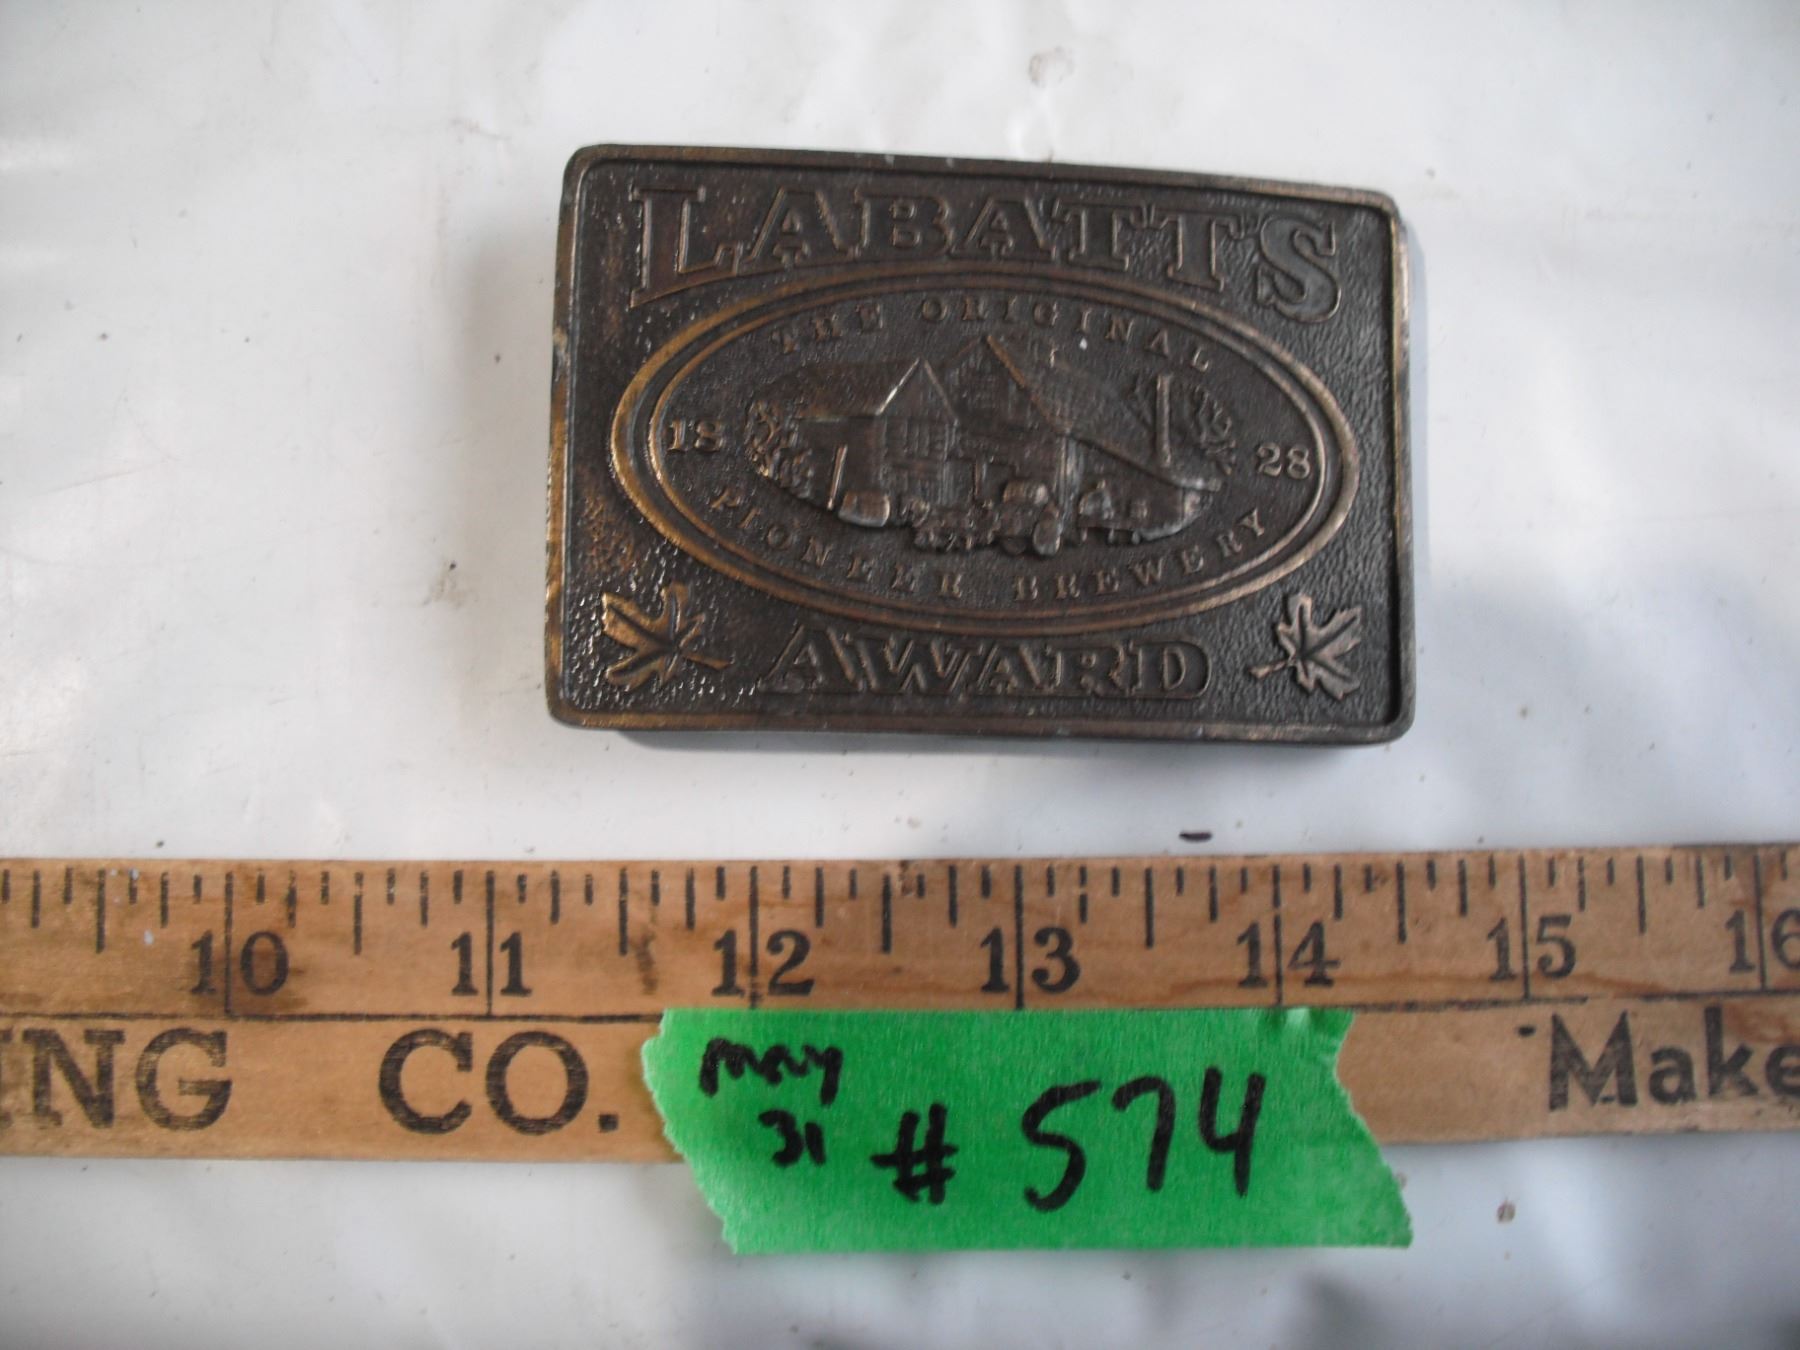 LABATTS
THE ORIGINAL
18 28
PIONEER BREWERY
AWARD
10 11 12 13 14 15 16
ING CO. Make
May
31 # 574